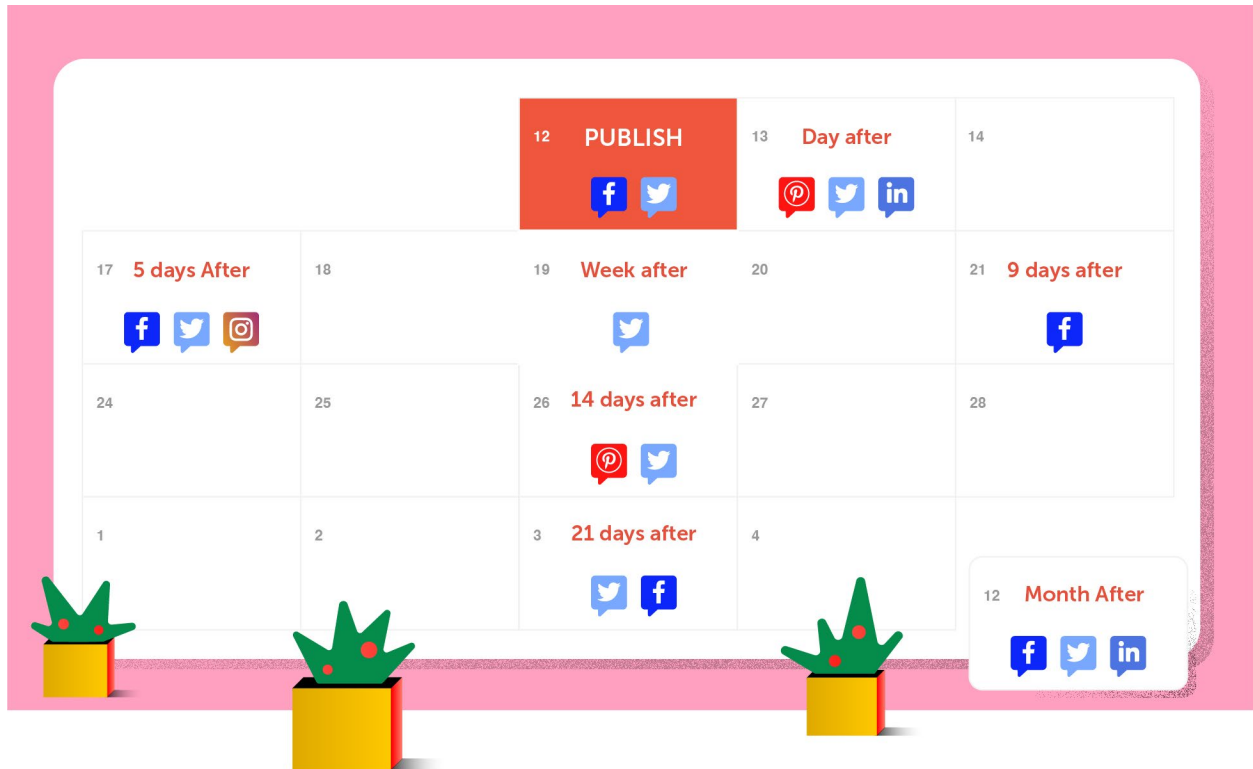 12 PUBLISH
13 Day after
14
17 5 days After
18
19 Week after
20
21 9 days after
24
25
26 14 days after
27
28
1
2
3 21 days after
4
12 Month After